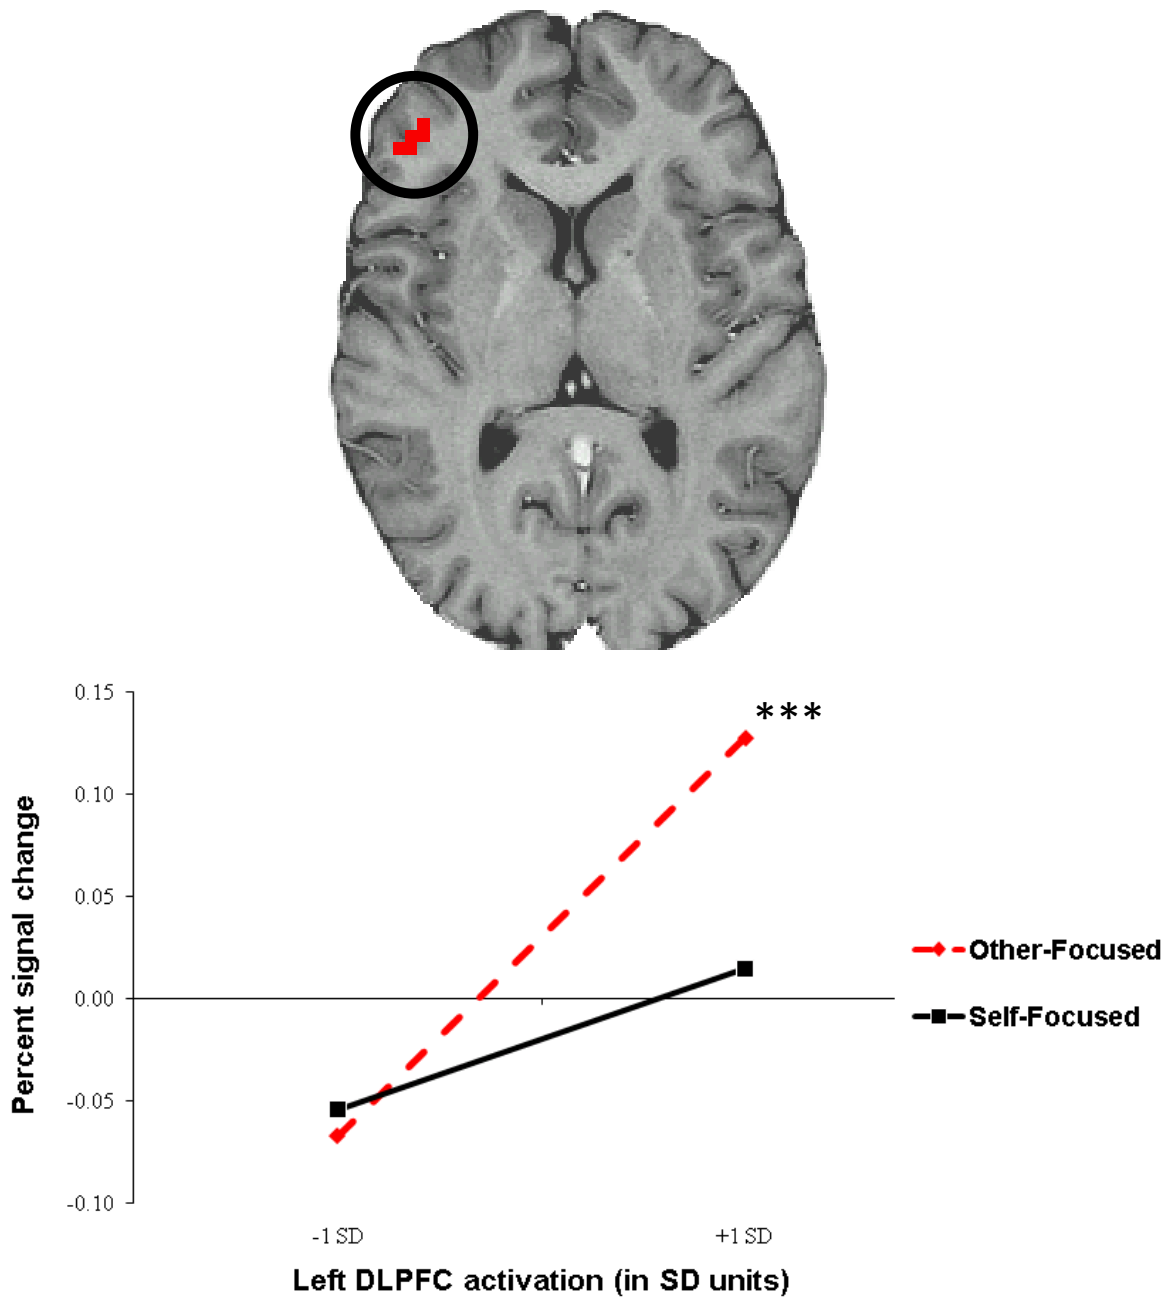 0.15
***
0.10
0.05
0.00
-0.05
-0.10
Percent signal change
Other-Focused
Self-Focused
-1 SD
+1 SD
Left DLPFC activation (in SD units)